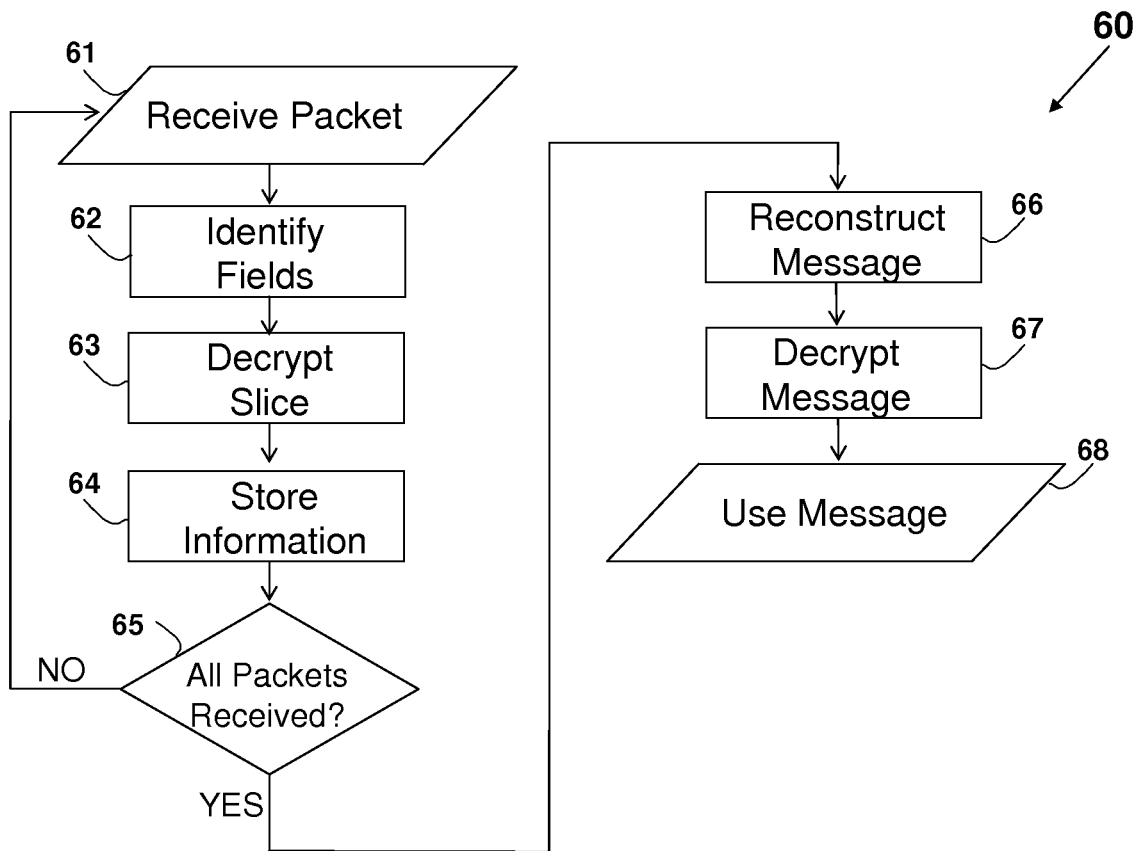 60
61
Receive Packet
62
Identify
Fields
63
Decrypt
Slice
64
Store
Information
65
All Packets
Received?
NO
YES
66
Reconstruct
Message
67
Decrypt
Message
68
Use Message